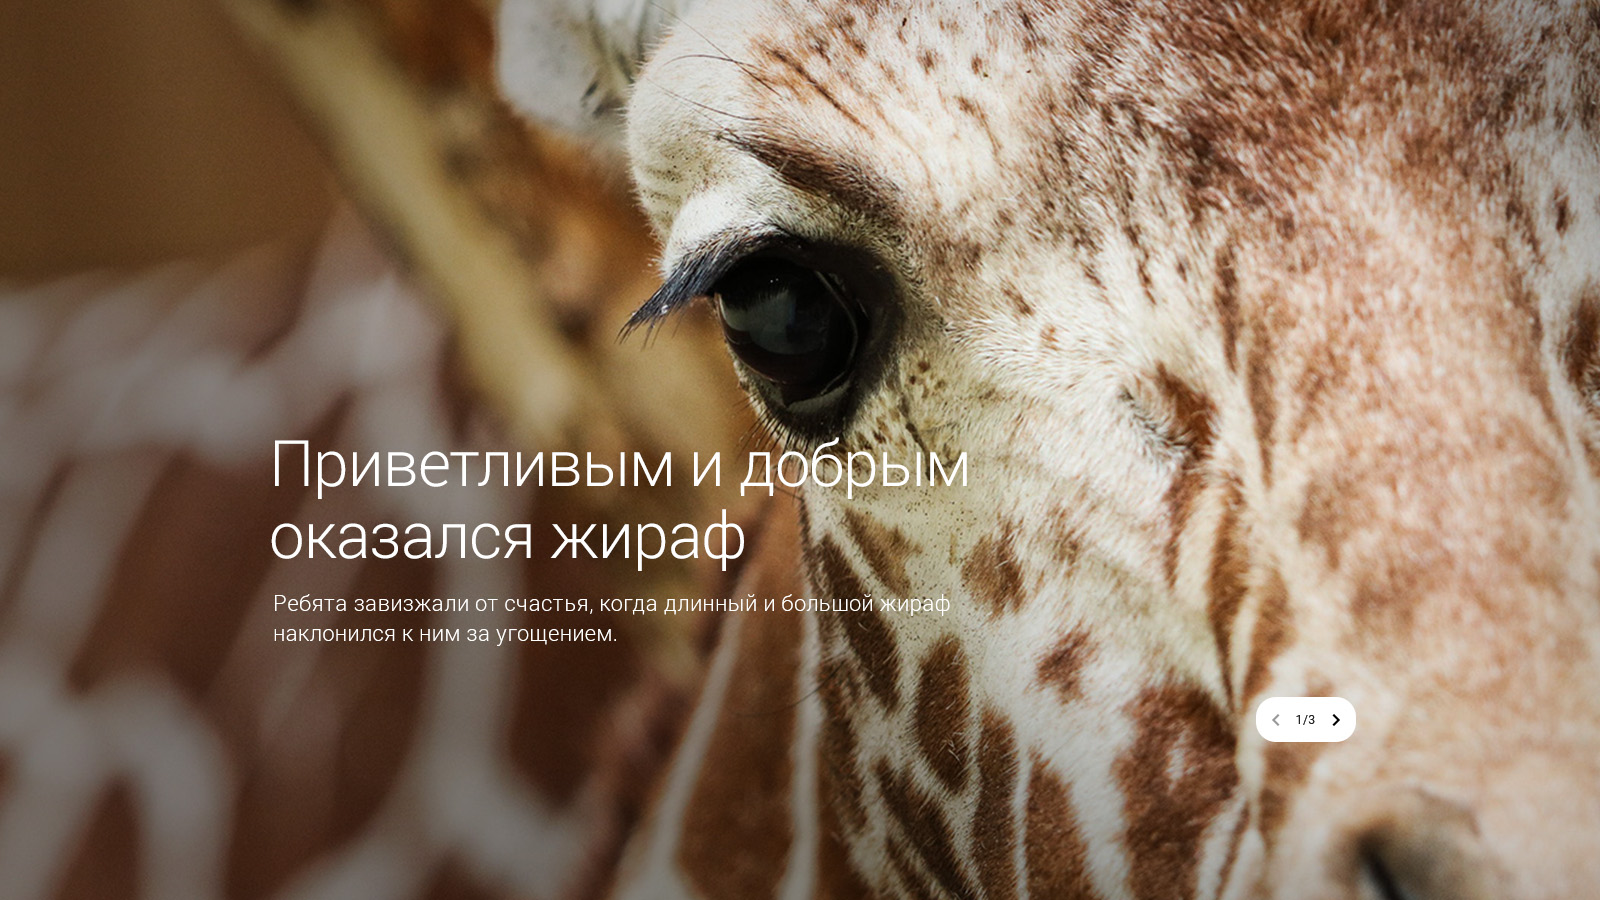 Приветливым и добрым
оказался жираф
Ребята завизжали от счастья, когда длинный и большой жираф
наклонился к ним за угощением.
1/3